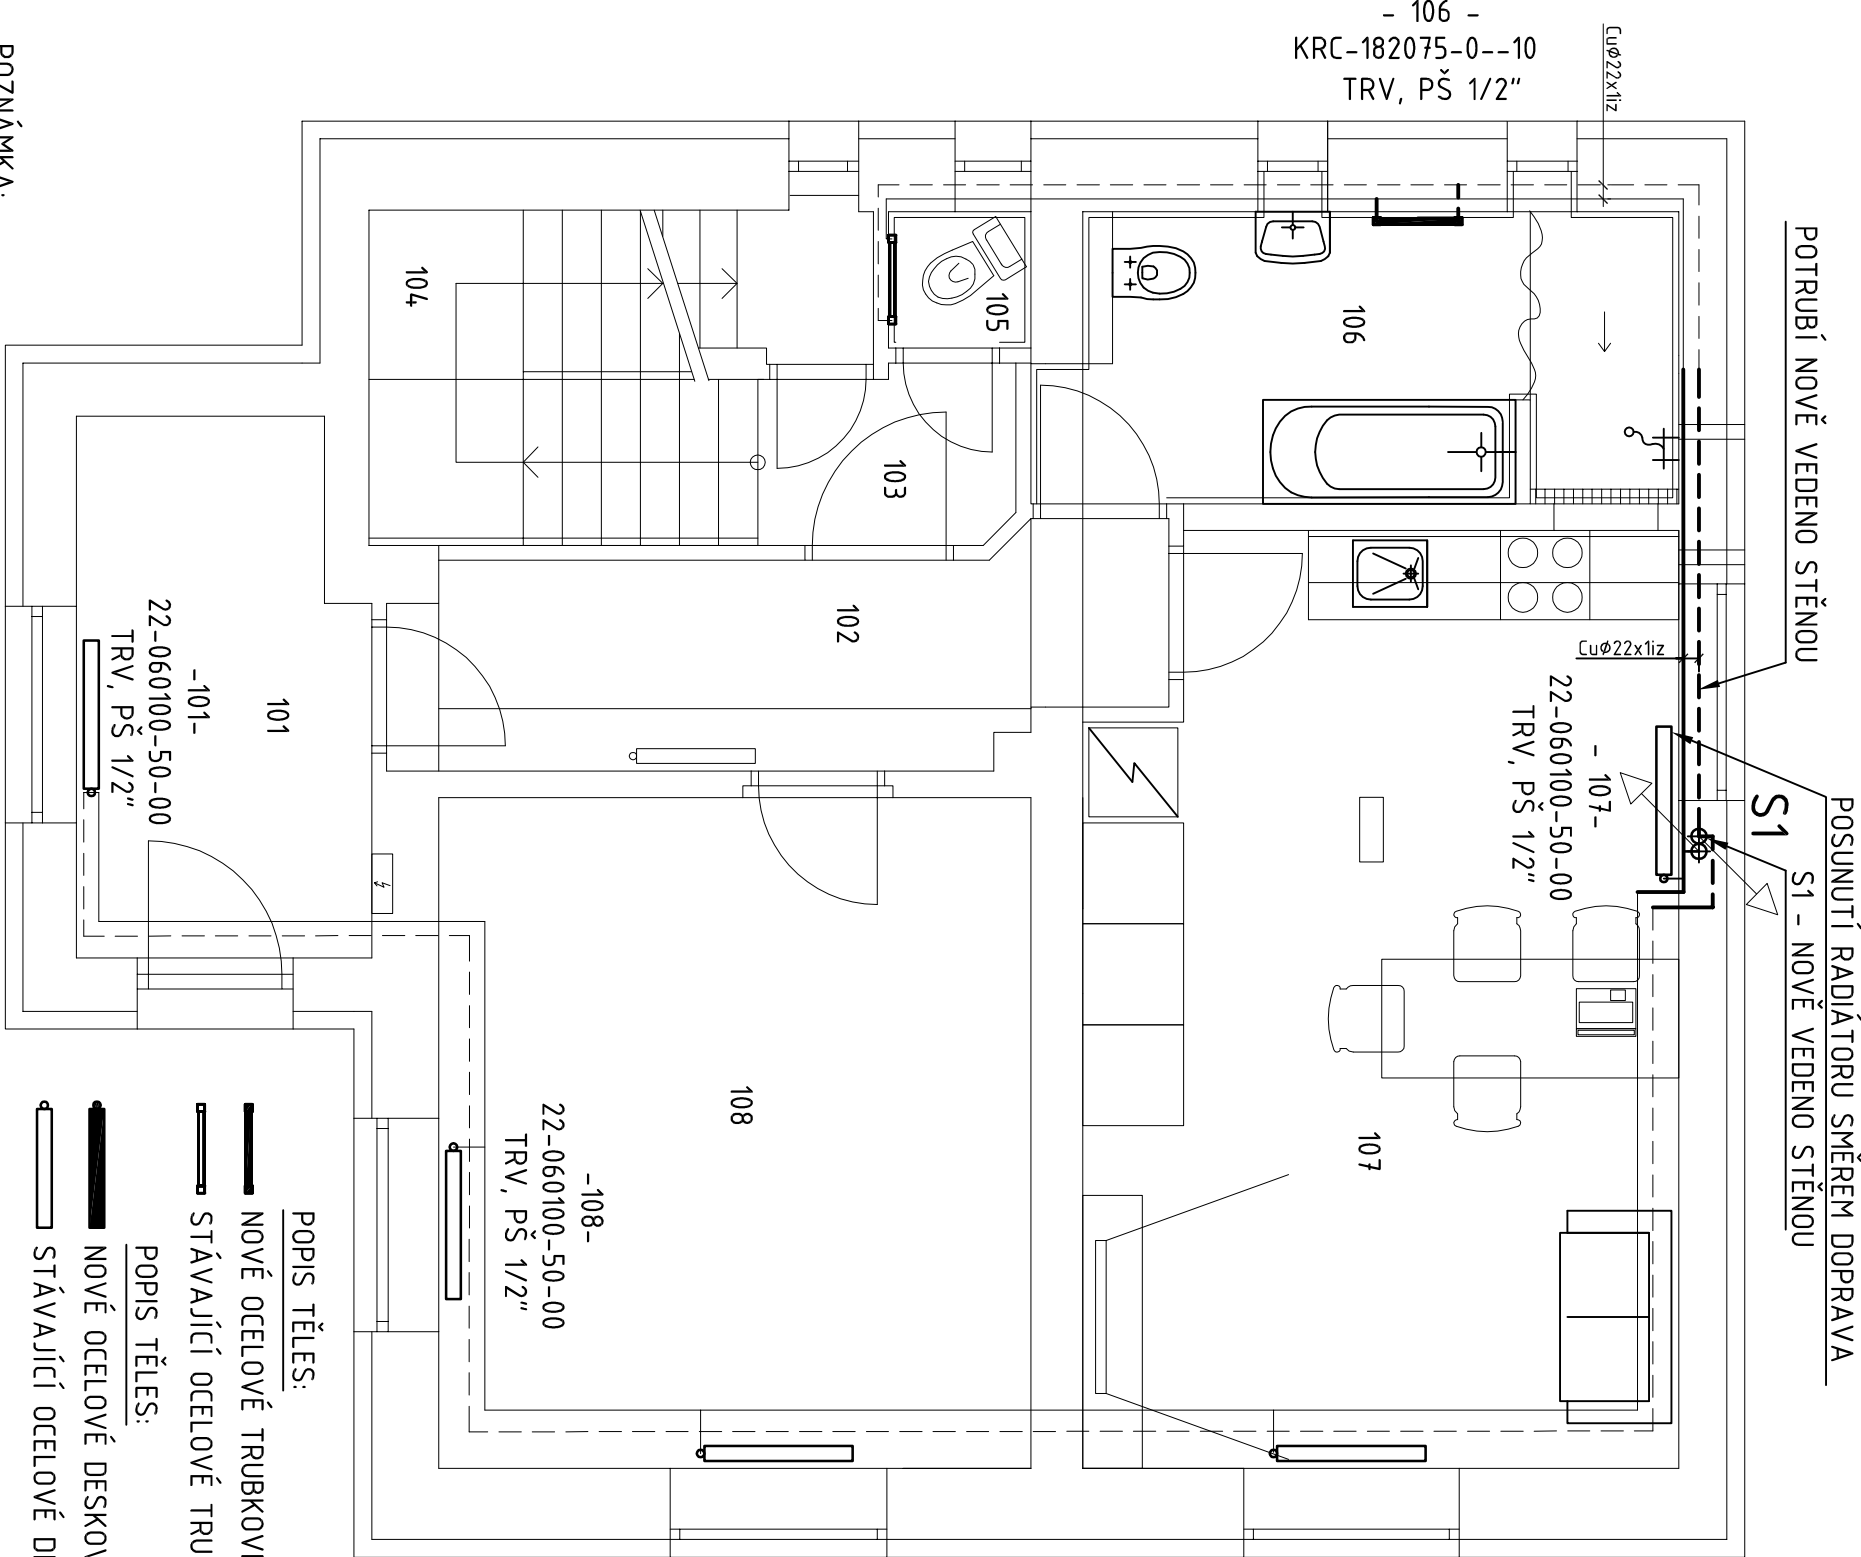 - 106 -
KRC-182075-0--10
TRV, PŠ 1/2"
Cuø22x1iz
POZNÁMKA:
POTRUBÍ NOVĚ VEDENO STĚNOU
POSUNUTÍ RADIÁTORU SMĚREM DOPRAVA
S1
S1 - NOVĚ VEDENO STĚNOU
Cuø22x1iz
- 107-
22-060100-50-00
TRV, PŠ 1/2"
104
105
106
103
102
101
-101-
22-060100-50-00
TRV, PŠ 1/2"
108
107
-108-
22-060100-50-00
TRV, PŠ 1/2"
POPIS TĚLES:
NOVÉ OCELOVÉ TRUBKOV
STÁVAJÍCÍ OCELOVÉ TRU
POPIS TĚLES:
NOVÉ OCELOVÉ DESKOV
STÁVAJÍCÍ OCELOVÉ D